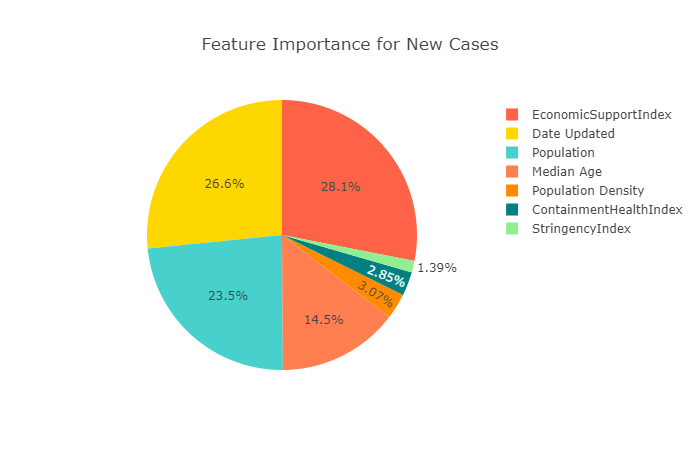 Feature Importance for New Cases
28.1%
26.6%
23.5%
14.5%
3.07%
2.85%
1.39%
EconomicSupportIndex
Date Updated
Population
Median Age
Population Density
ContainmentHealthIndex
StringencyIndex